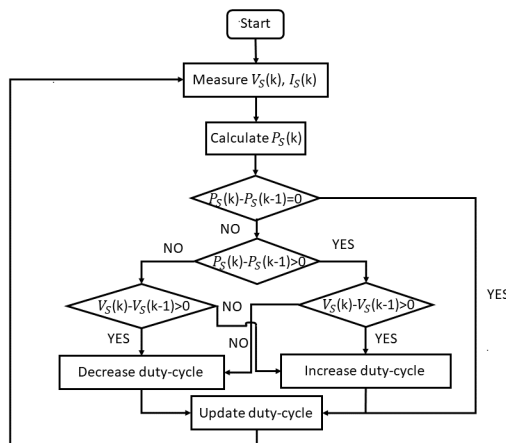 Start
Measure V_S(k), I_S(k)
Calculate P_S(k)
P_S(k)-P_S(k-1)=0
NO
YES
NO
P_S(k)-P_S(k-1)>0
YES
V_S(k)-V_S(k-1)>0
NO
V_S(k)-V_S(k-1)>0
YES
NO
YES
Decrease duty-cycle
Increase duty-cycle
Update duty-cycle